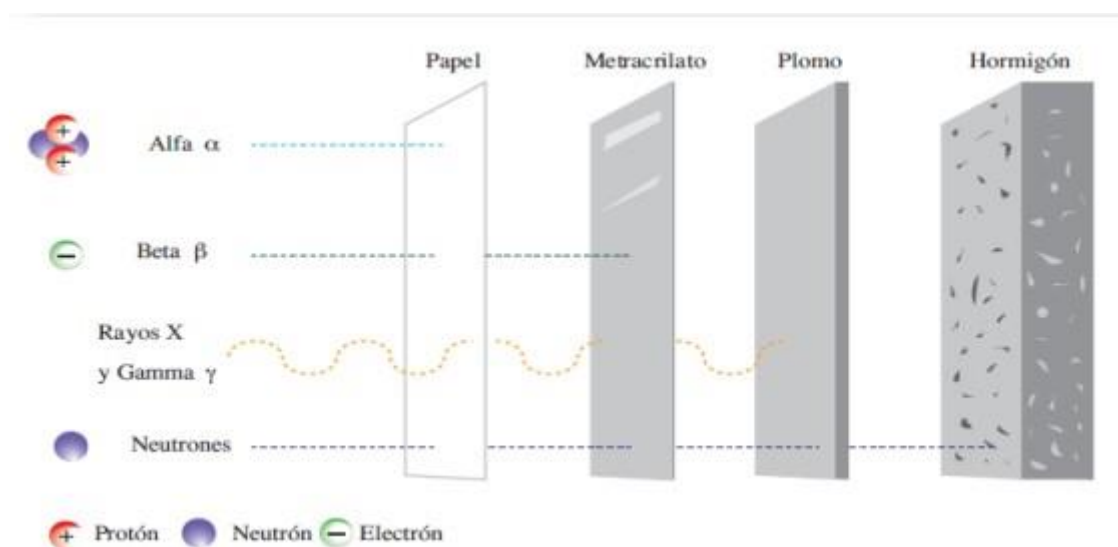 Papel Metracrilato Plomo Hormigón
Alfa α
Beta β
Rayos X
y Gamma γ
Neutrones
Protón Neutrón Electrón